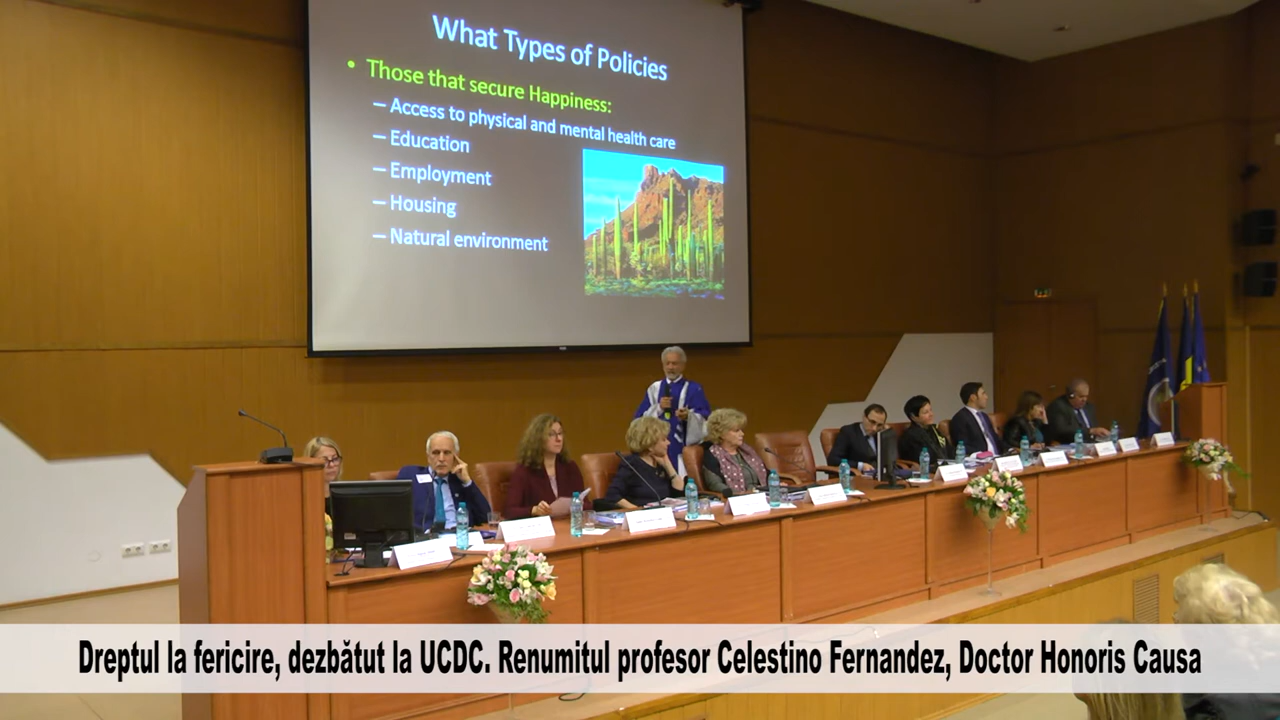 What Types of Policies
• Those that secure Happiness:
– Access to physical and mental health care
– Education
– Employment
– Housing
– Natural environment
Dreptul la fericire, dezbătut la UCDC. Renumitul profesor Celestino Fernandez, Doctor Honoris Causa